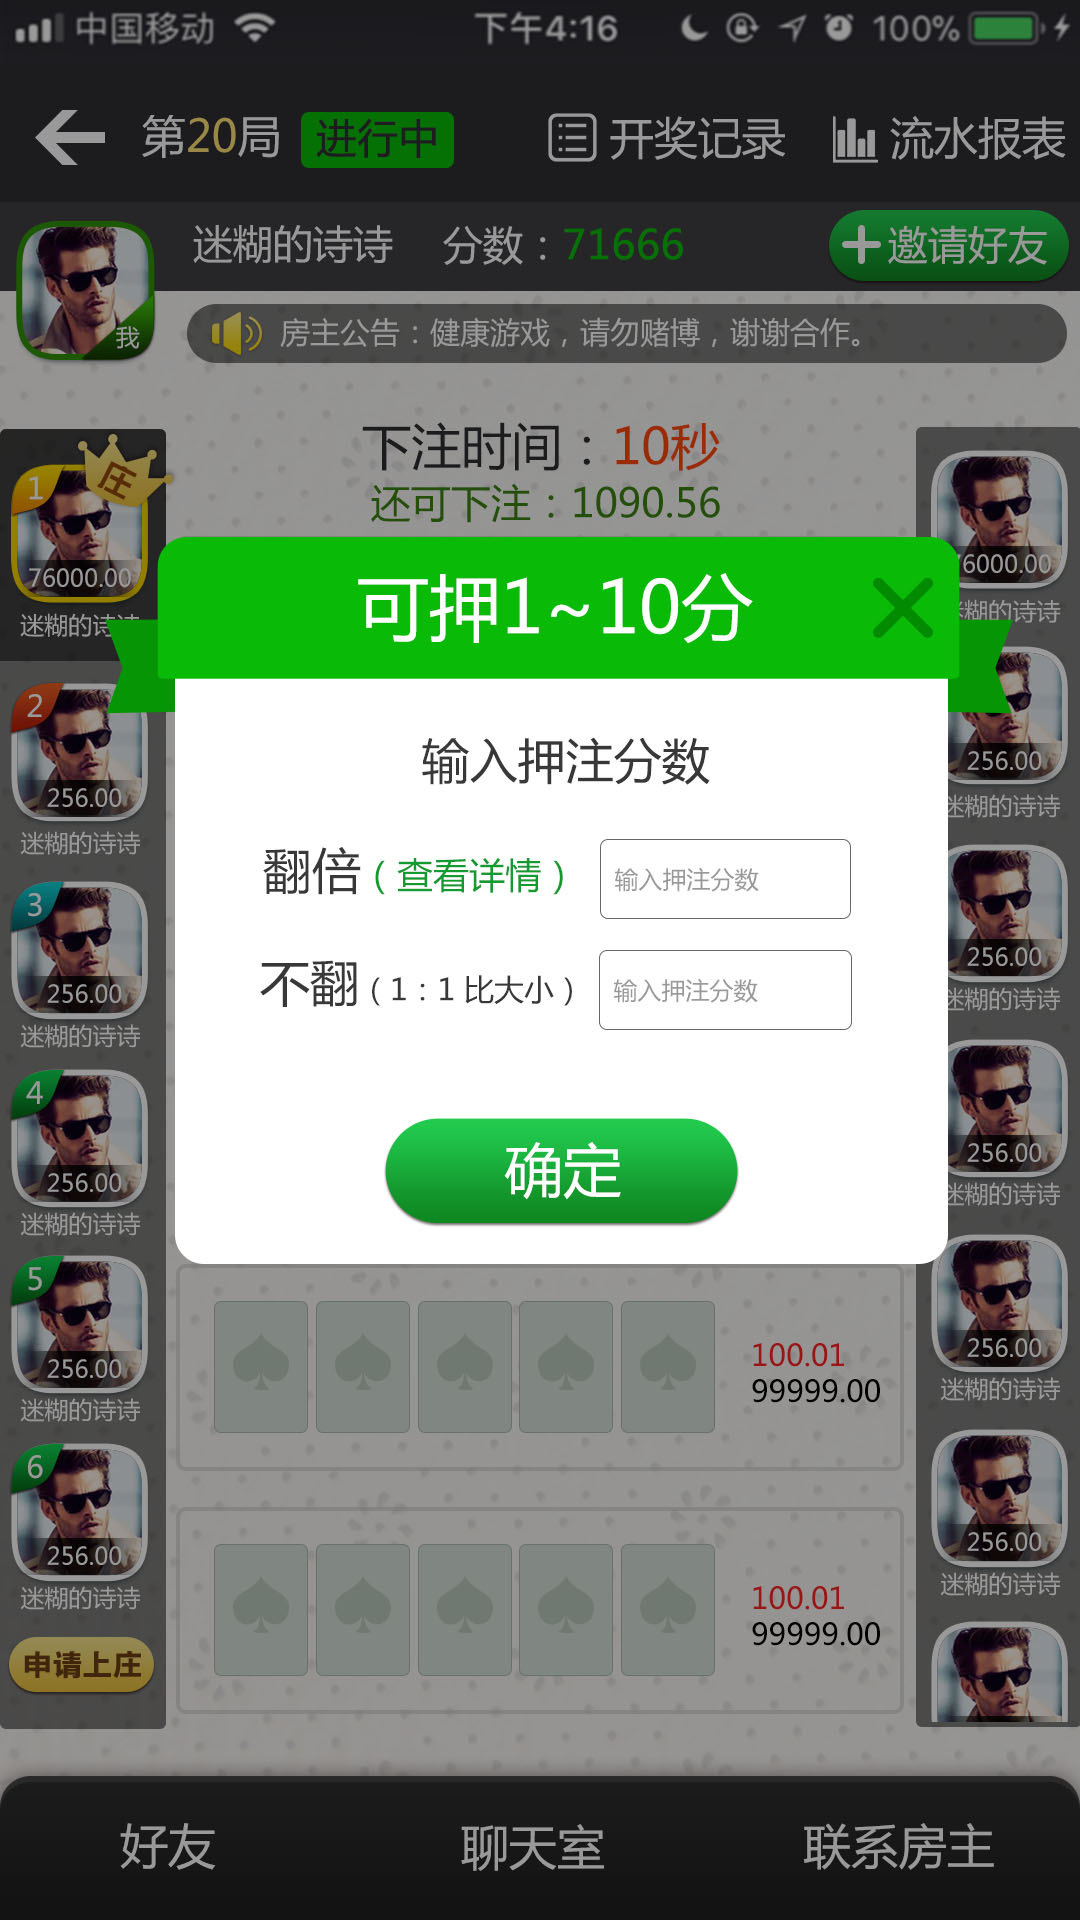 中国移动 下午4:16 100%
第20局 进行中 开奖记录 流水报表
迷糊的诗诗 分数：71666 邀请好友
我
房主公告：健康游戏，请勿赌博，谢谢合作。
下注时间：10秒
还可下注：1090.56
可押1~10分
输入押注分数
翻倍（查看详情） 输入押注分数
不翻（1：1 比大小） 输入押注分数
确定
1 庄
76000.00
迷糊的诗
2
256.00
迷糊的诗诗
3
256.00
迷糊的诗诗
4
256.00
迷糊的诗诗
5
256.00
迷糊的诗诗
6
256.00
迷糊的诗诗
申请上庄
100.01
99999.00
100.01
99999.00
6000.00
糊的诗诗
256.00
迷糊的诗诗
256.00
迷糊的诗诗
256.00
迷糊的诗诗
256.00
迷糊的诗诗
256.00
迷糊的诗诗
好友 聊天室 联系房主